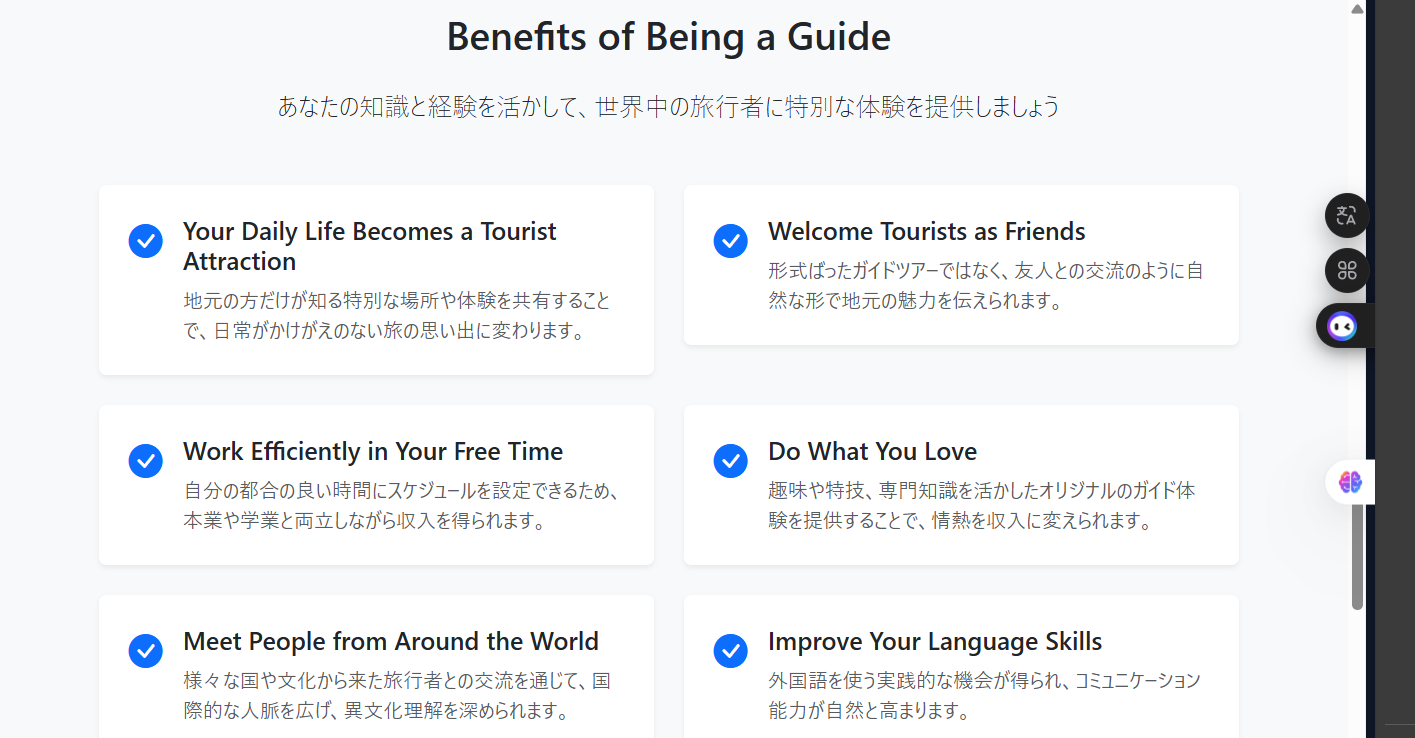 Benefits of Being a Guide
あなたの知識と経験を活かして、世界中の旅行者に特別な体験を提供しましょう
Your Daily Life Becomes a Tourist
Attraction
地元の方だけが知る特別な場所や体験を共有すること
で、日常がかけがえのない旅の思い出に変わります。
Welcome Tourists as Friends
形式ばったガイドツアーではなく、友人との交流のように自
然な形で地元の魅力を伝えられます。
Work Efficiently in Your Free Time
自分の都合の良い時間にスケジュールを設定できるため、
本業や学業と両立しながら収入を得られます。
Do What You Love
趣味や特技、専門知識を活かしたオリジナルのガイド体
験を提供することで、情熱を収入に変えられます。
Meet People from Around the World
様々な国や文化から来た旅行者との交流を通じて、国
際的な人脈を広げ、異文化理解を深められます。
Improve Your Language Skills
外国語を使う実践的な機会が得られ、コミュニケーション
能力が自然と高まります。